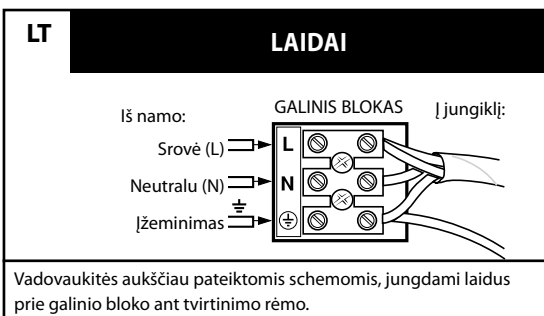 LT
LAIDAI
Iš namo:
GALINIS BLOKAS
Į jungiklį:
Srovė (L)
L
Neutralu (N)
N
Įžeminimas
Vadovaukitės aukščiau pateiktomis schemomis, jungdami laidus
prie galinio bloko ant tvirtinimo rėmo.